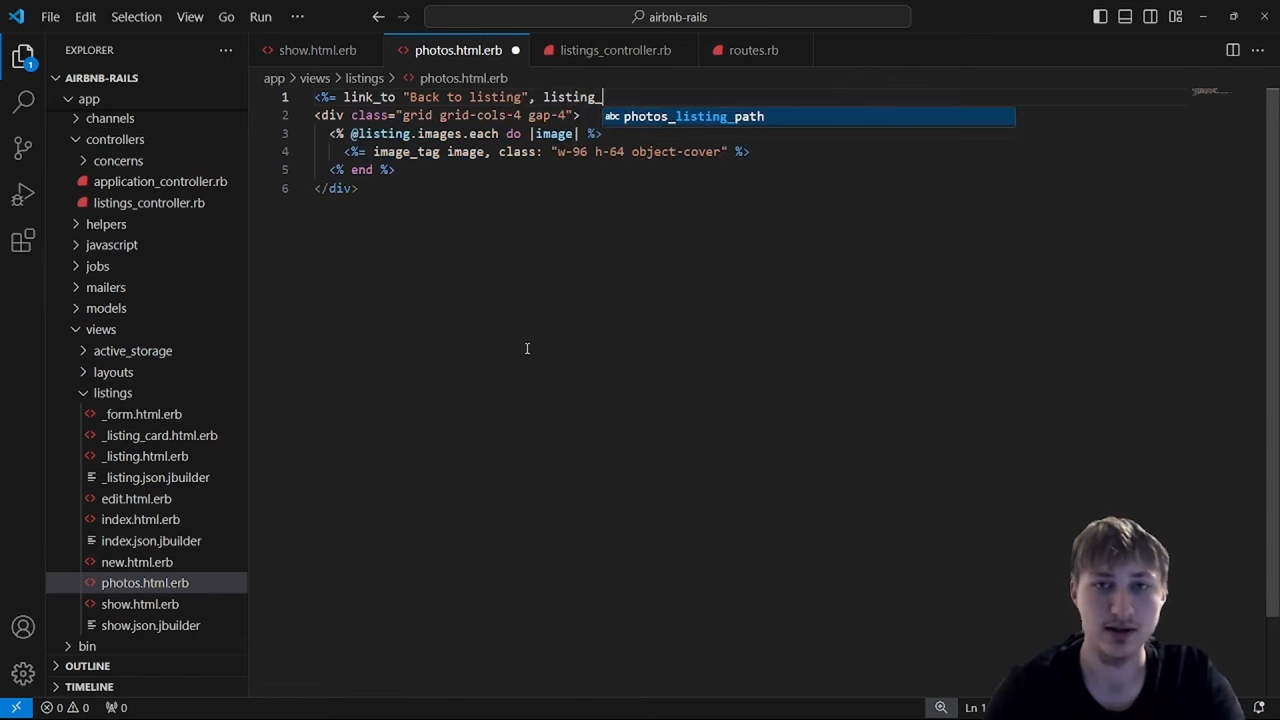 File Edit Selection View Go Run ··· airbnb-rails
EXPLORER ···
show.html.erb photos.html.erb listings_controller.rb routes.rb ···
AIRBNB-RAILS
app > views > listings > photos.html.erb
app
channels
controllers
concerns
application_controller.rb
listings_controller.rb
helpers
javascript
jobs
mailers
models
views
active_storage
layouts
listings
_form.html.erb
_listing_card.html.erb
_listing.html.erb
_listing.json.jbuilder
edit.html.erb
index.html.erb
index.json.jbuilder
new.html.erb
photos.html.erb
show.html.erb
show.json.jbuilder
bin
OUTLINE
TIMELINE
1 <%= link_to "Back to listing", listing_
2 <div class="grid grid-cols-4 gap-4">
abc photos_listing_path
3 <% @listing.images.each do |image| %>
4 <%= image_tag image, class: "w-96 h-64 object-cover" %>
5 <% end %>
6 </div>
1
0 0 0 Ln 1